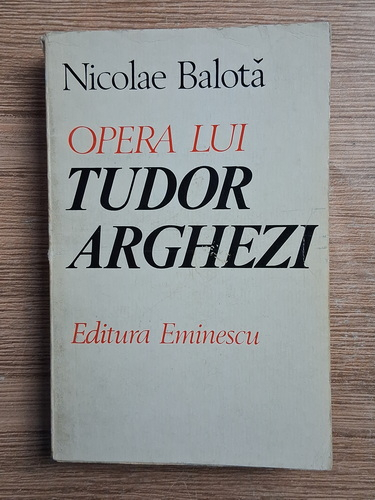 Nicolae Balotă
OPERA LUI
TUDOR
ARGHEZI
Editura Eminescu